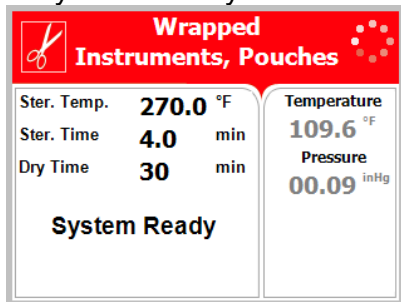 Wrapped
Instruments, Pouches
Ster. Temp. 270.0 °F
Ster. Time 4.0 min
Dry Time 30 min
System Ready
Temperature
109.6 °F
Pressure
00.09 inHg